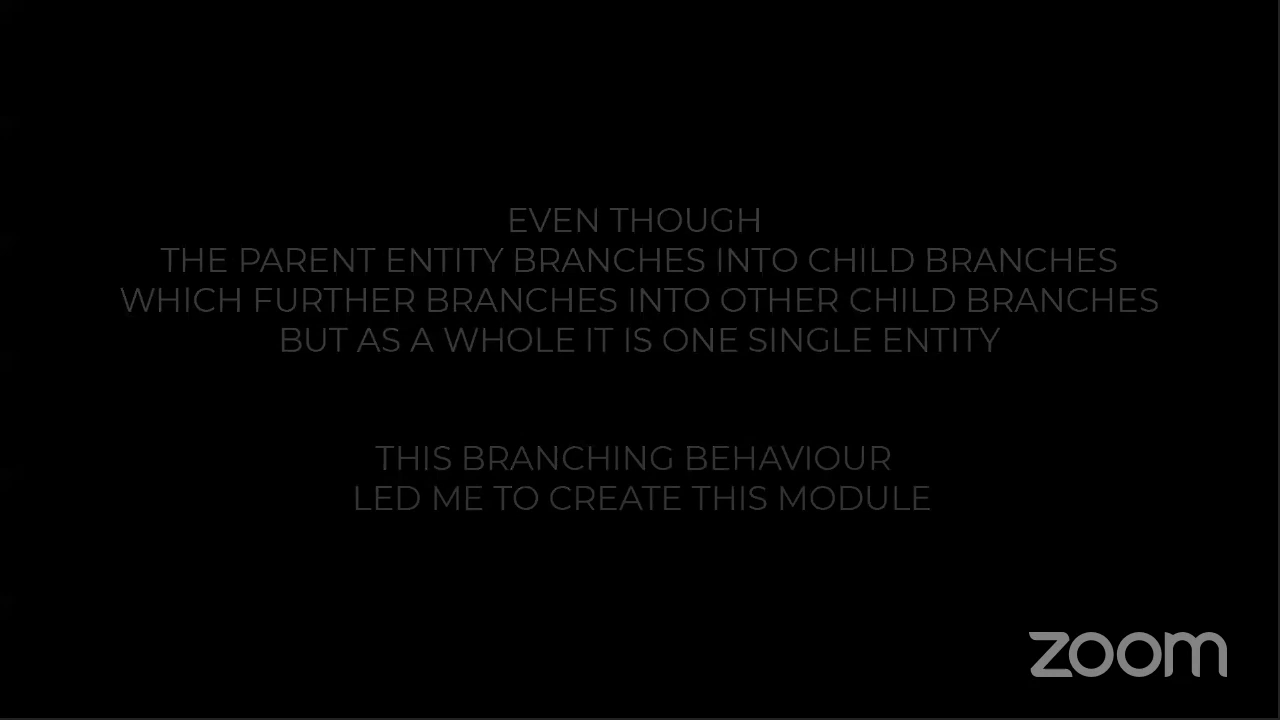 EVEN THOUGH
THE PARENT ENTITY BRANCHES INTO CHILD BRANCHES
WHICH FURTHER BRANCHES INTO OTHER CHILD BRANCHES
BUT AS A WHOLE IT IS ONE SINGLE ENTITY
THIS BRANCHING BEHAVIOUR
LED ME TO CREATE THIS MODULE
zoom